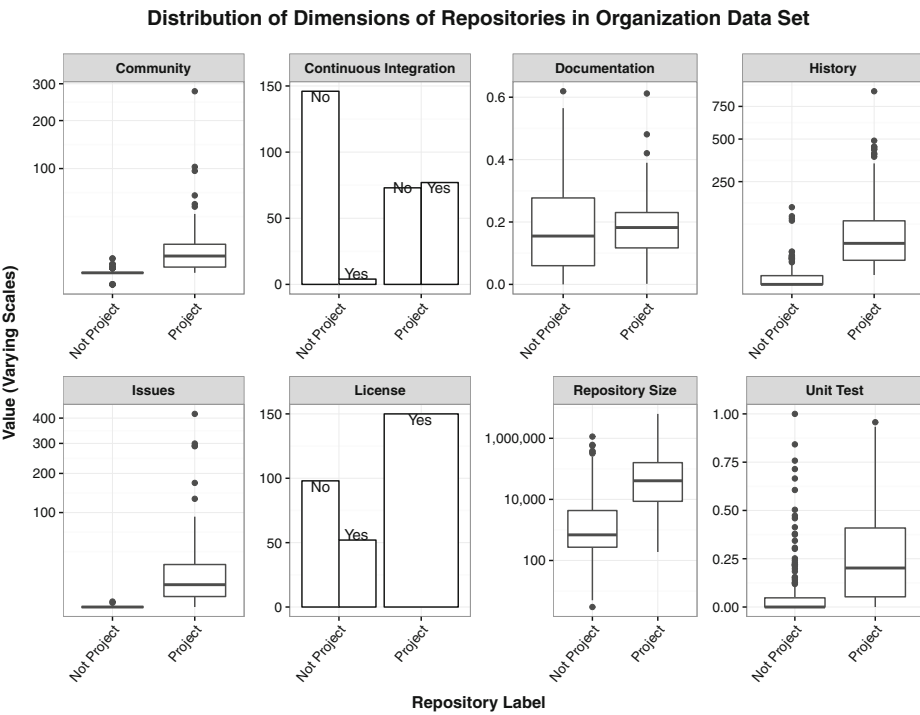 Distribution of Dimensions of Repositories in Organization Data Set
Value (Varying Scales)
Community
300
200
100
Not Project
Project
Continuous Integration
150
100
50
0
No
Yes
No
Yes
Not Project
Project
Documentation
0.6
0.4
0.2
0.0
Not Project
Project
History
750
500
250
Not Project
Project
Issues
400
300
200
100
Not Project
Project
License
150
100
50
0
No
Yes
Yes
Not Project
Project
Repository Size
1,000,000
10,000
100
Not Project
Project
Unit Test
1.00
0.75
0.50
0.25
0.00
Not Project
Project
Repository Label